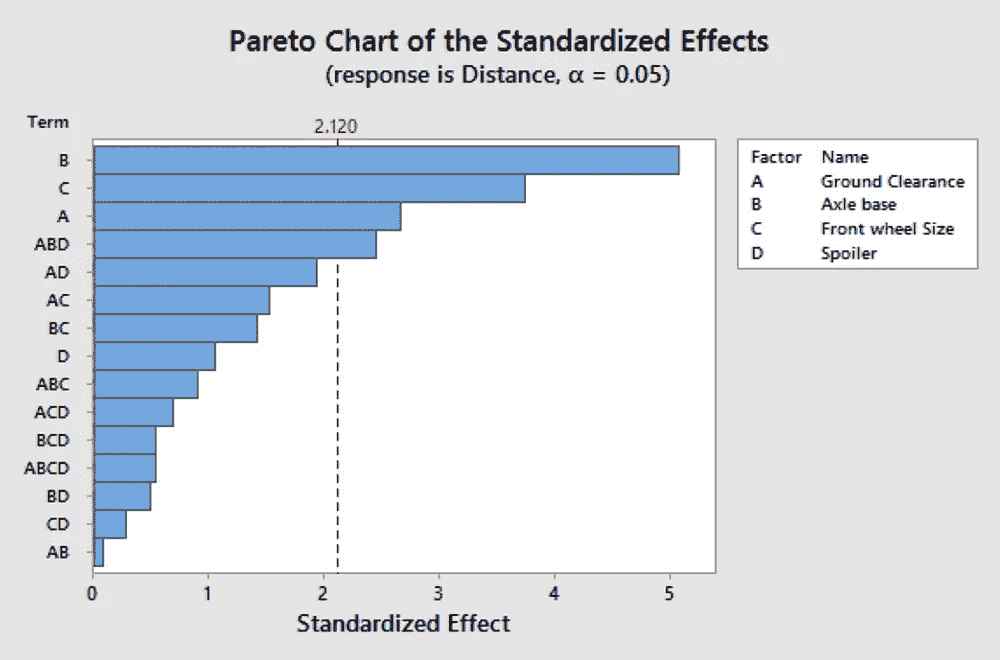 Pareto Chart of the Standardized Effects
(response is Distance, α = 0.05)
Term
2.120
B
C
A
ABD
AD
AC
BC
D
ABC
ACD
BCD
ABCD
BD
CD
AB
0 1 2 3 4 5
Standardized Effect
Factor Name
A Ground Clearance
B Axle base
C Front wheel Size
D Spoiler